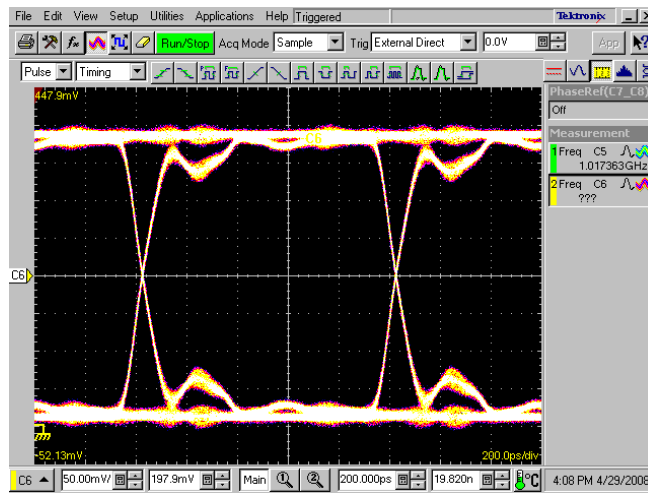 File Edit View Setup Utilities Applications Help Triggered Tektronix
Run/Stop Acq Mode Sample Trig External Direct 0.0V App
Pulse Timing
447.9mV
C6
C6
-52.13mV
200.0ps/div
PhaseRef(C7_C8)
Off
Measurement
1 Freq C5
1.017363GHz
2 Freq C6
???
C6 50.00mV/ 197.9mV Main 200.000ps 19.820n °C 4:08 PM 4/29/2008